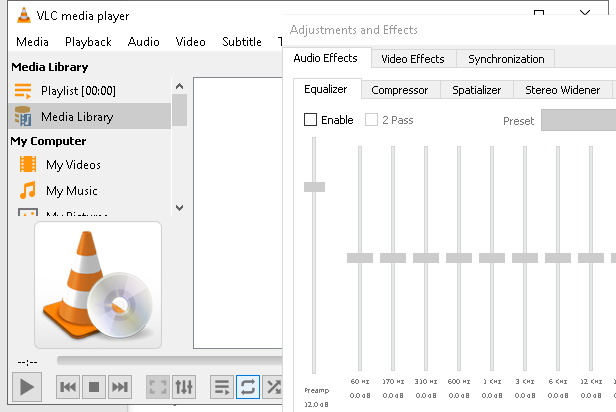 VLC media player
Media Playback Audio Video Subtitle T
Media Library
Playlist [00:00]
Media Library
My Computer
My Videos
My Music
My Pictures
--:--
Adjustments and Effects
Audio Effects Video Effects Synchronization
Equalizer Compressor Spatializer Stereo Widener
Enable 2 Pass Preset
60 Hz 170 Hz 310 Hz 600 Hz 1 KHz 3 KHz 6 KHz 12 KHz
Preamp 0.0 dB 0.0 dB 0.0 dB 0.0 dB 0.0 dB 0.0 dB 0.0 dB 0.0 dB
12.0 dB